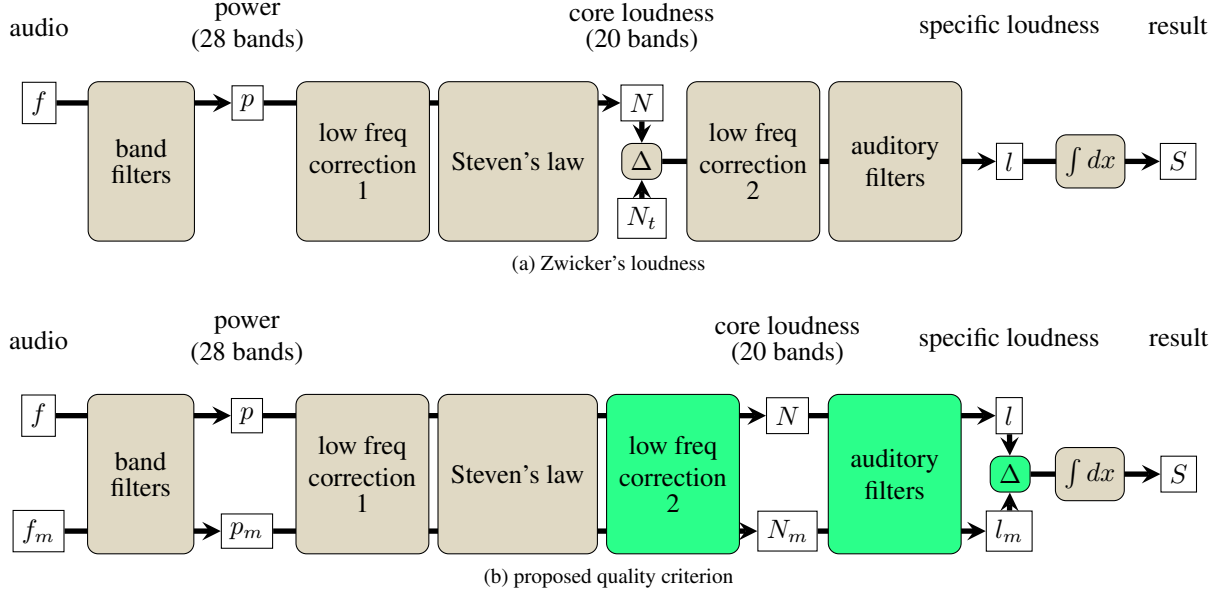 audio
power
(28 bands)
core loudness
(20 bands)
specific loudness
result
f
band
filters
p
low freq
correction
1
Steven's law
N
Δ
N_t
low freq
correction
2
auditory
filters
l
∫ dx
S
(a) Zwicker's loudness
audio
power
(28 bands)
core loudness
(20 bands)
specific loudness
result
f
f_m
band
filters
p
p_m
low freq
correction
1
Steven's law
low freq
correction
2
N
N_m
auditory
filters
l
Δ
l_m
∫ dx
S
(b) proposed quality criterion